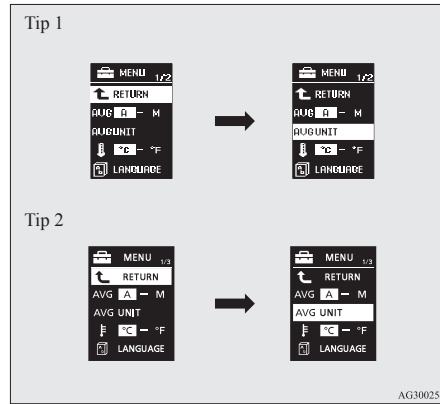 Tip 1
MENU 1/2
RETURN
AVG A - M
AVG UNIT
°C - °F
LANGUAGE
MENU 1/2
RETURN
AVG A - M
AVG UNIT
°C - °F
LANGUAGE
Tip 2
MENU 1/3
RETURN
AVG A - M
AVG UNIT
°C - °F
LANGUAGE
MENU 1/3
RETURN
AVG A - M
AVG UNIT
°C - °F
LANGUAGE
AG30025